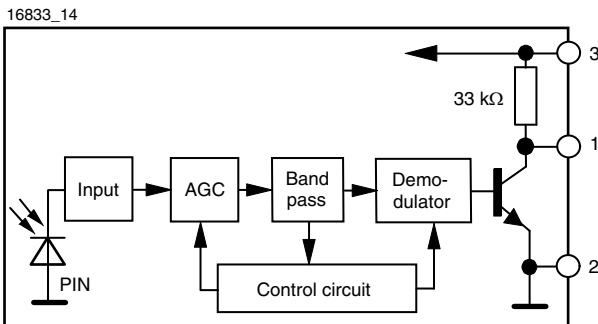 16833_14
3
33 kΩ
1
Input
AGC
Band
pass
Demo-
dulator
PIN
Control circuit
2